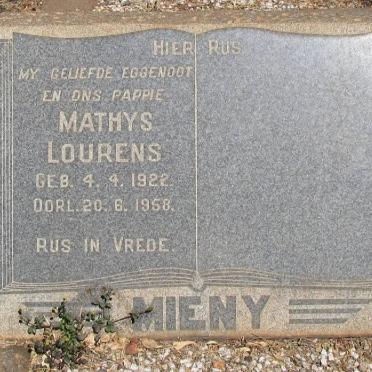 HIER RUS
MY GELIEFDE EGGENOOT
EN ONS PAPPIE
MATHYS
LOURENS
GEB. 4. 4. 1922.
OORL. 20. 6. 1958.
RUS IN VREDE.
MIENY